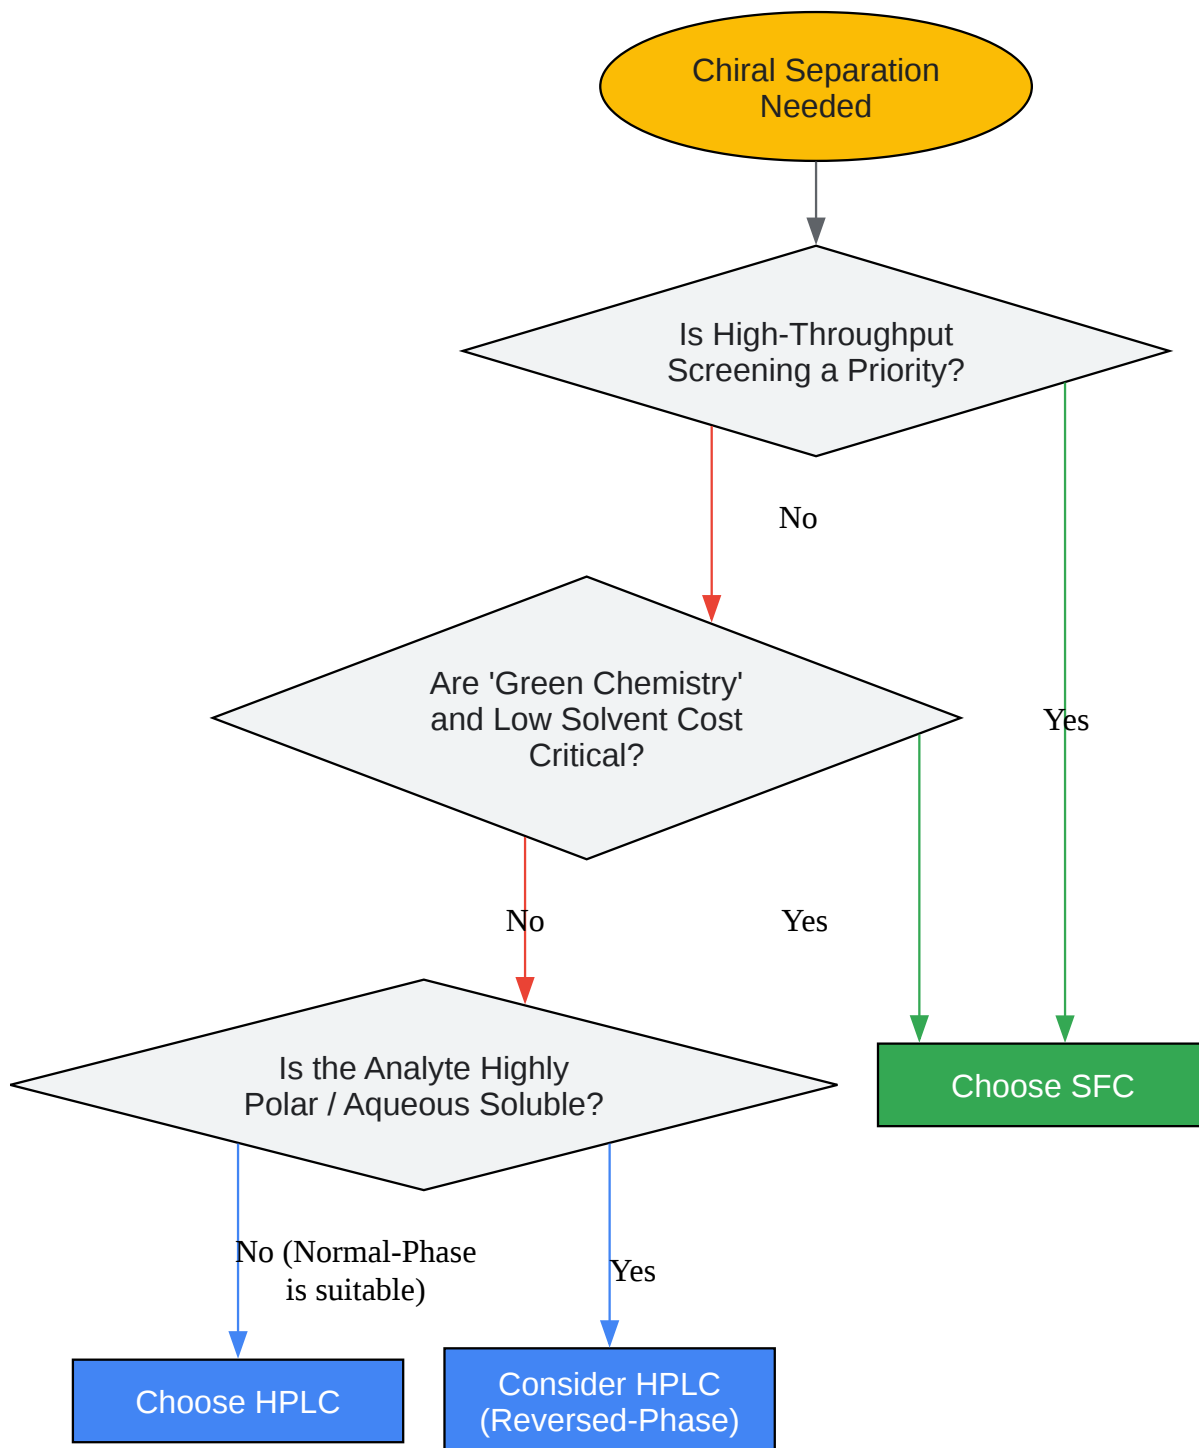 Chiral Separation
Needed
Is High-Throughput
Screening a Priority?
No
Are 'Green Chemistry'
and Low Solvent Cost
Critical?
Yes
No
Yes
Is the Analyte Highly
Polar / Aqueous Soluble?
Choose SFC
No (Normal-Phase
is suitable)
Yes
Choose HPLC
Consider HPLC
(Reversed-Phase)